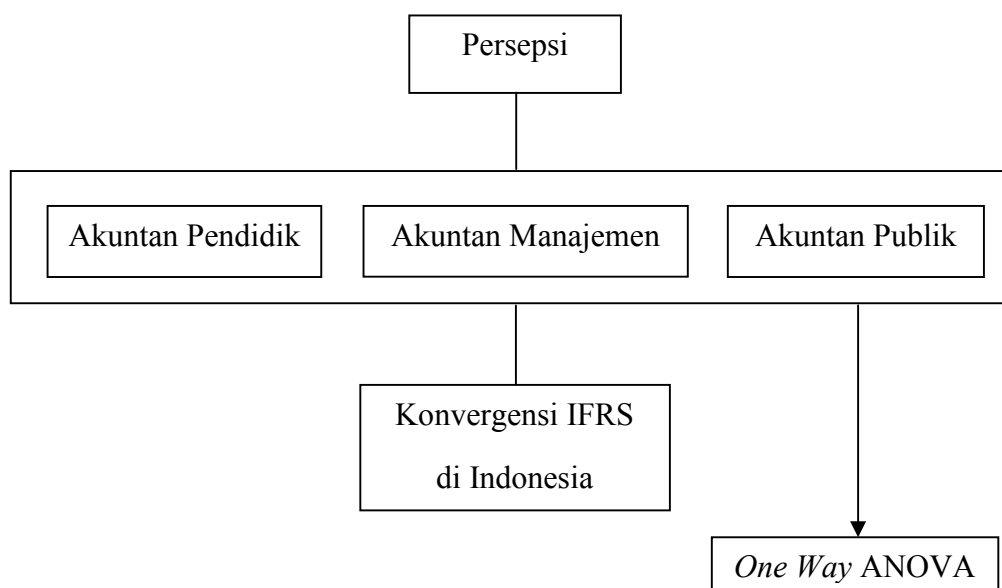 Persepsi
Akuntan Pendidik
Akuntan Manajemen
Akuntan Publik
Konvergensi IFRS
di Indonesia
One Way ANOVA